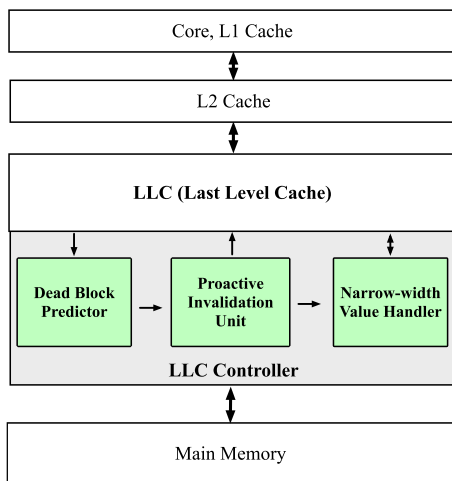 Core, L1 Cache
L2 Cache
LLC (Last Level Cache)
Dead Block
Predictor
Proactive
Invalidation
Unit
Narrow-width
Value Handler
LLC Controller
Main Memory